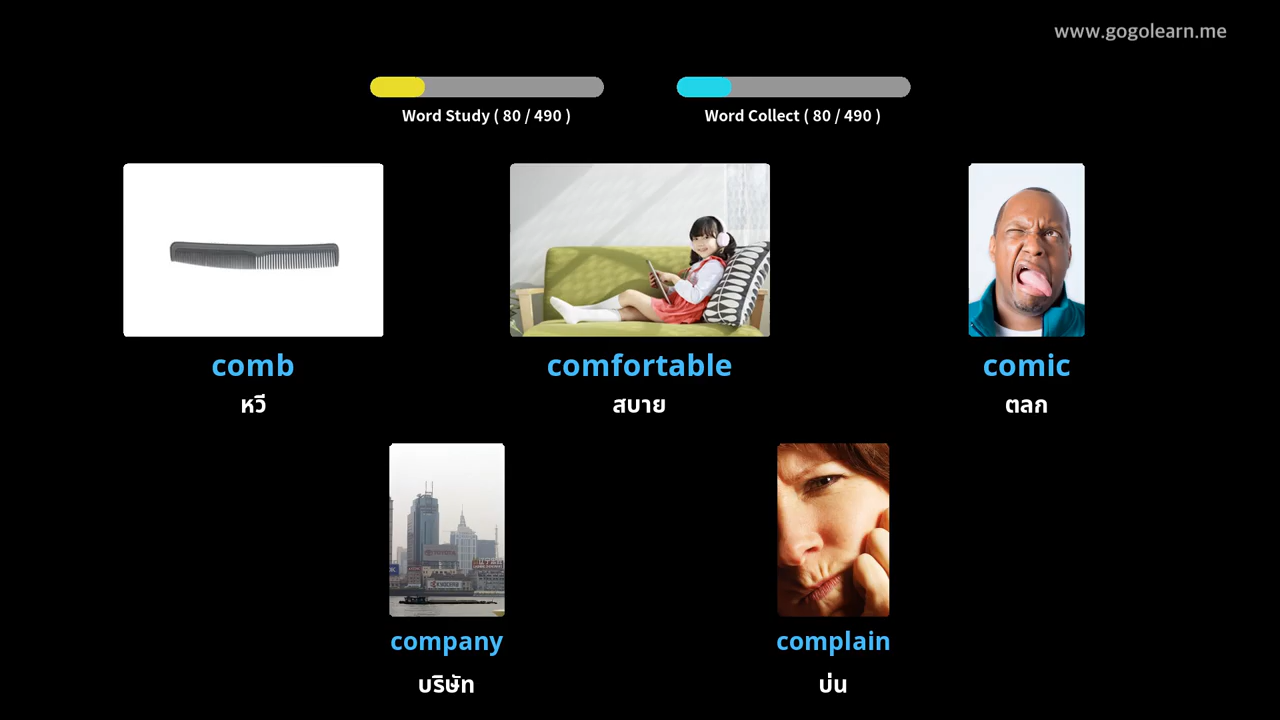 www.gogolearn.me
Word Study ( 80 / 490 )
Word Collect ( 80 / 490 )
comb
comfortable
comic
หวี
สบาย
ตลก
TOYOTA
company
complain
บริษัท
บ่น